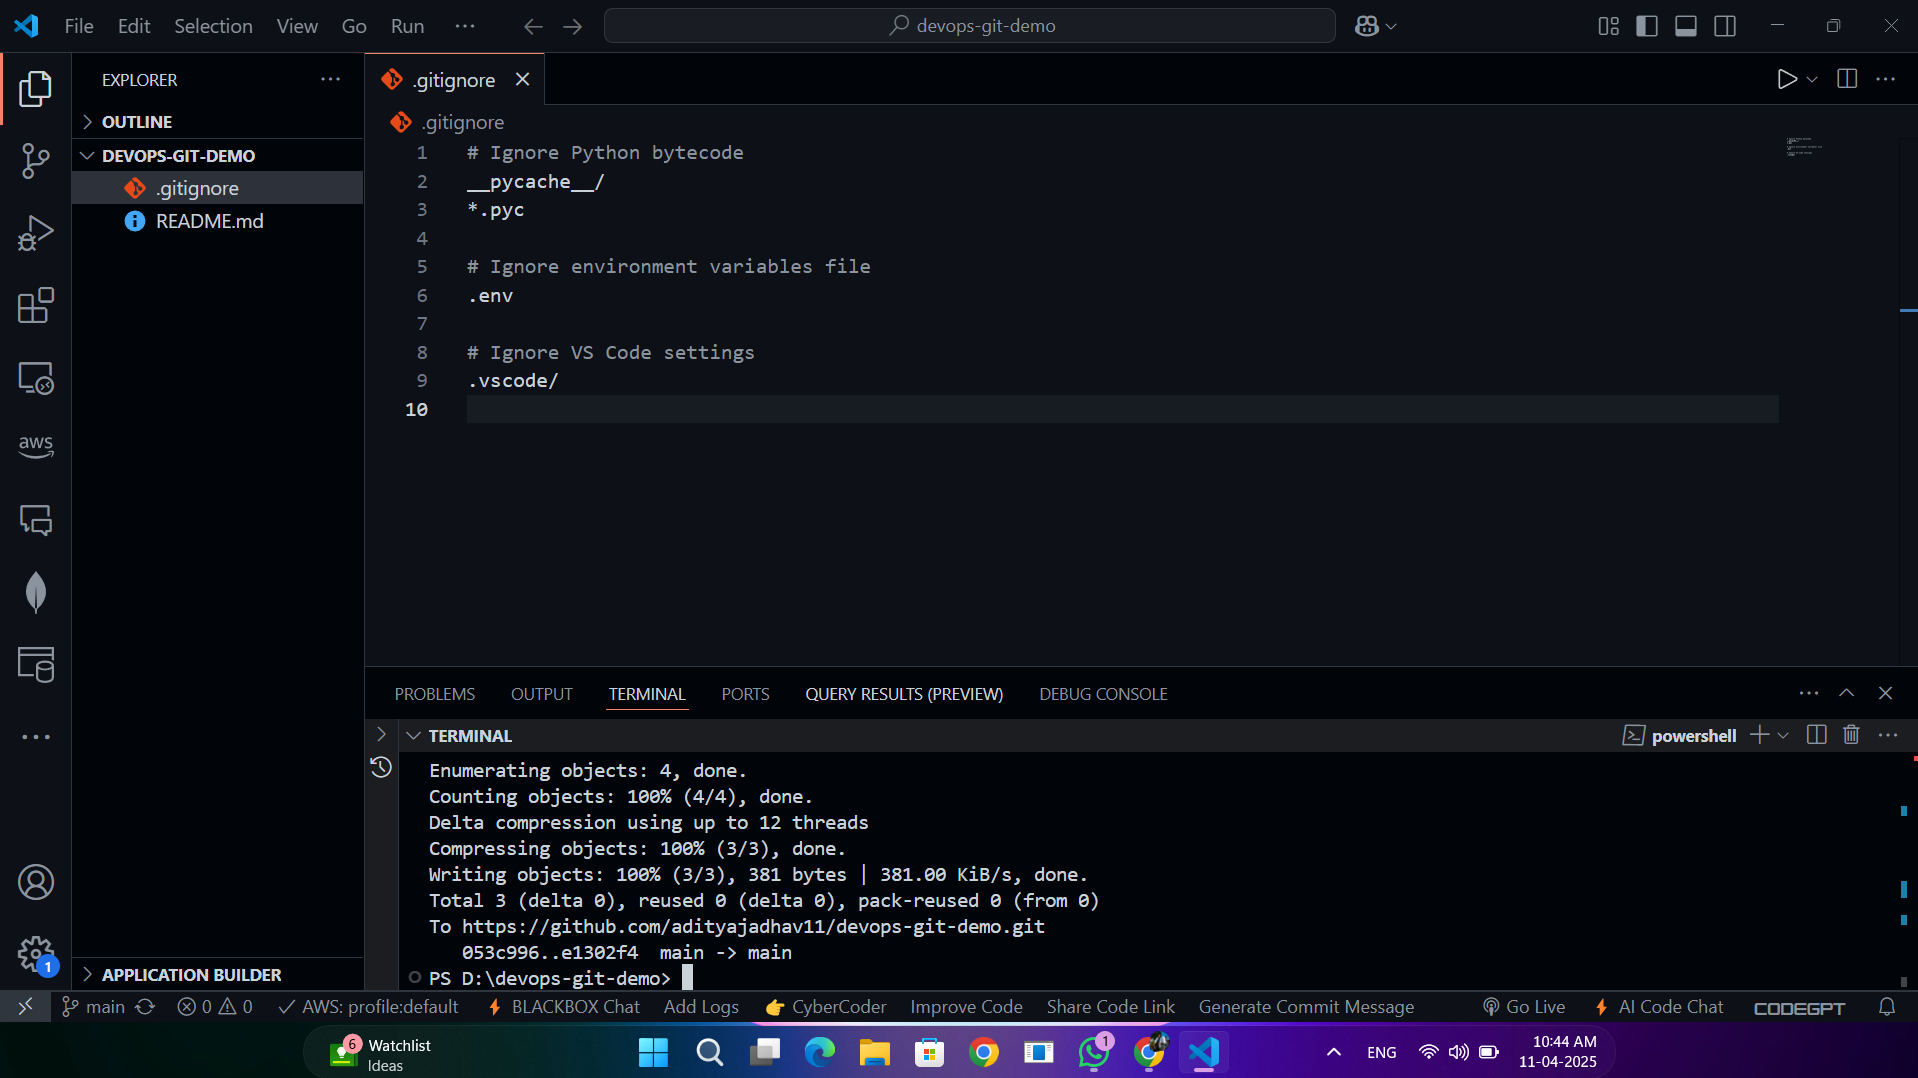 File Edit Selection View Go Run ··· devops-git-demo
EXPLORER ···
OUTLINE
DEVOPS-GIT-DEMO
.gitignore
README.md
aws
APPLICATION BUILDER
.gitignore
.gitignore
1 # Ignore Python bytecode
2 __pycache__/
3 *.pyc
4
5 # Ignore environment variables file
6 .env
7
8 # Ignore VS Code settings
9 .vscode/
10
PROBLEMS OUTPUT TERMINAL PORTS QUERY RESULTS (PREVIEW) DEBUG CONSOLE
TERMINAL powershell
Enumerating objects: 4, done.
Counting objects: 100% (4/4), done.
Delta compression using up to 12 threads
Compressing objects: 100% (3/3), done.
Writing objects: 100% (3/3), 381 bytes | 381.00 KiB/s, done.
Total 3 (delta 0), reused 0 (delta 0), pack-reused 0 (from 0)
To https://github.com/adityajadhav11/devops-git-demo.git
053c996..e1302f4 main -> main
PS D:\devops-git-demo>
1
main 0 0 AWS: profile:default BLACKBOX Chat Add Logs 👉 CyberCoder Improve Code Share Code Link Generate Commit Message Go Live AI Code Chat CODEGPT
6 Watchlist
Ideas
1
ENG
10:44 AM
11-04-2025